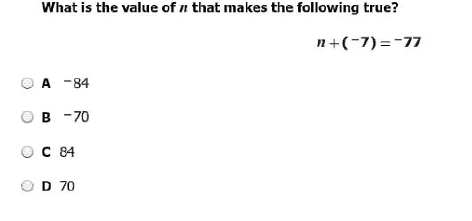 What is the value of n that makes the following true?
n+(⁻7)=⁻77
A ⁻84
B ⁻70
C 84
D 70